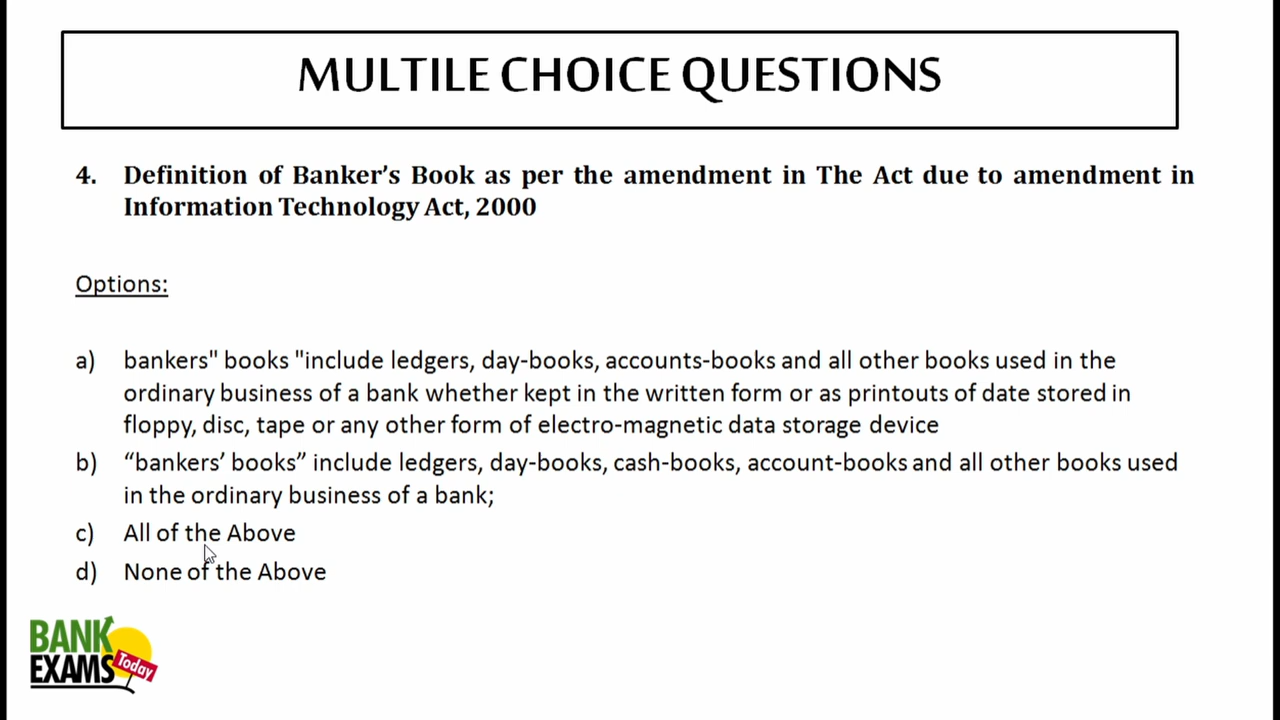 MULTILE CHOICE QUESTIONS
4. Definition of Banker’s Book as per the amendment in The Act due to amendment in
Information Technology Act, 2000
Options:
a) bankers" books "include ledgers, day-books, accounts-books and all other books used in the
ordinary business of a bank whether kept in the written form or as printouts of date stored in
floppy, disc, tape or any other form of electro-magnetic data storage device
b) “bankers’ books” include ledgers, day-books, cash-books, account-books and all other books used
in the ordinary business of a bank;
c) All of the Above
d) None of the Above
BANK
EXAMS Today